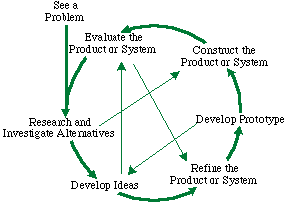 See a
Problem
Evaluate the
Product or System
Construct the
Product or System
Research and
Investigate Alternatives
Develop Prototype
Develop Ideas
Refine the
Product or System